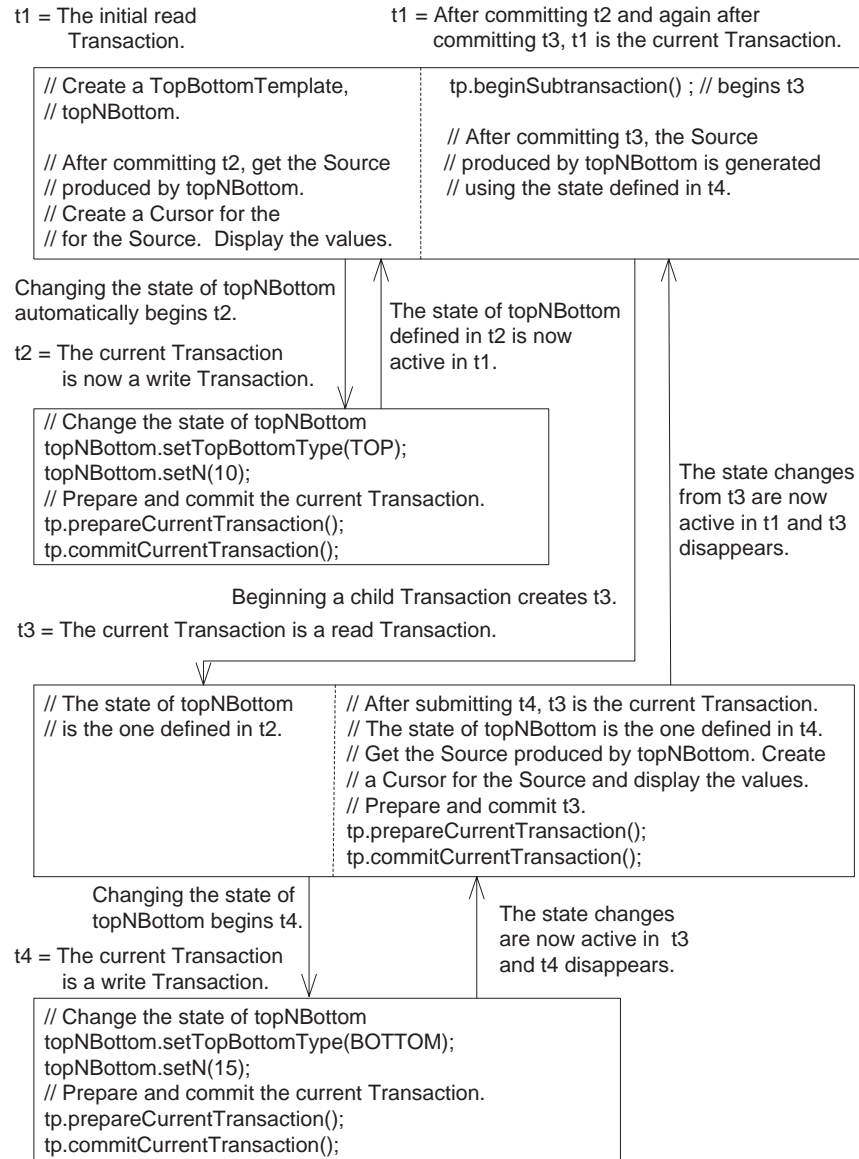 t1 = The initial read
Transaction.
t1 = After committing t2 and again after
committing t3, t1 is the current Transaction.
// Create a TopBottomTemplate,
// topNBottom.
// After committing t2, get the Source
// produced by topNBottom.
// Create a Cursor for the
// for the Source.  Display the values.
tp.beginSubtransaction() ; // begins t3
// After committing t3, the Source
// produced by topNBottom is generated
// using the state defined in t4.
Changing the state of topNBottom
automatically begins t2.
The state of topNBottom
defined in t2 is now
active in t1.
t2 = The current Transaction
is now a write Transaction.
// Change the state of topNBottom
topNBottom.setTopBottomType(TOP);
topNBottom.setN(10);
// Prepare and commit the current Transaction.
tp.prepareCurrentTransaction();
tp.commitCurrentTransaction();
The state changes
from t3 are now
active in t1 and t3
disappears.
Beginning a child Transaction creates t3.
t3 = The current Transaction is a read Transaction.
// The state of topNBottom
// is the one defined in t2.
// After submitting t4, t3 is the current Transaction.
// The state of topNBottom is the one defined in t4.
// Get the Source produced by topNBottom. Create
// a Cursor for the Source and display the values.
// Prepare and commit t3.
tp.prepareCurrentTransaction();
tp.commitCurrentTransaction();
Changing the state of
topNBottom begins t4.
The state changes
are now active in  t3
and t4 disappears.
t4 = The current Transaction
is a write Transaction.
// Change the state of topNBottom
topNBottom.setTopBottomType(BOTTOM);
topNBottom.setN(15);
// Prepare and commit the current Transaction.
tp.prepareCurrentTransaction();
tp.commitCurrentTransaction();